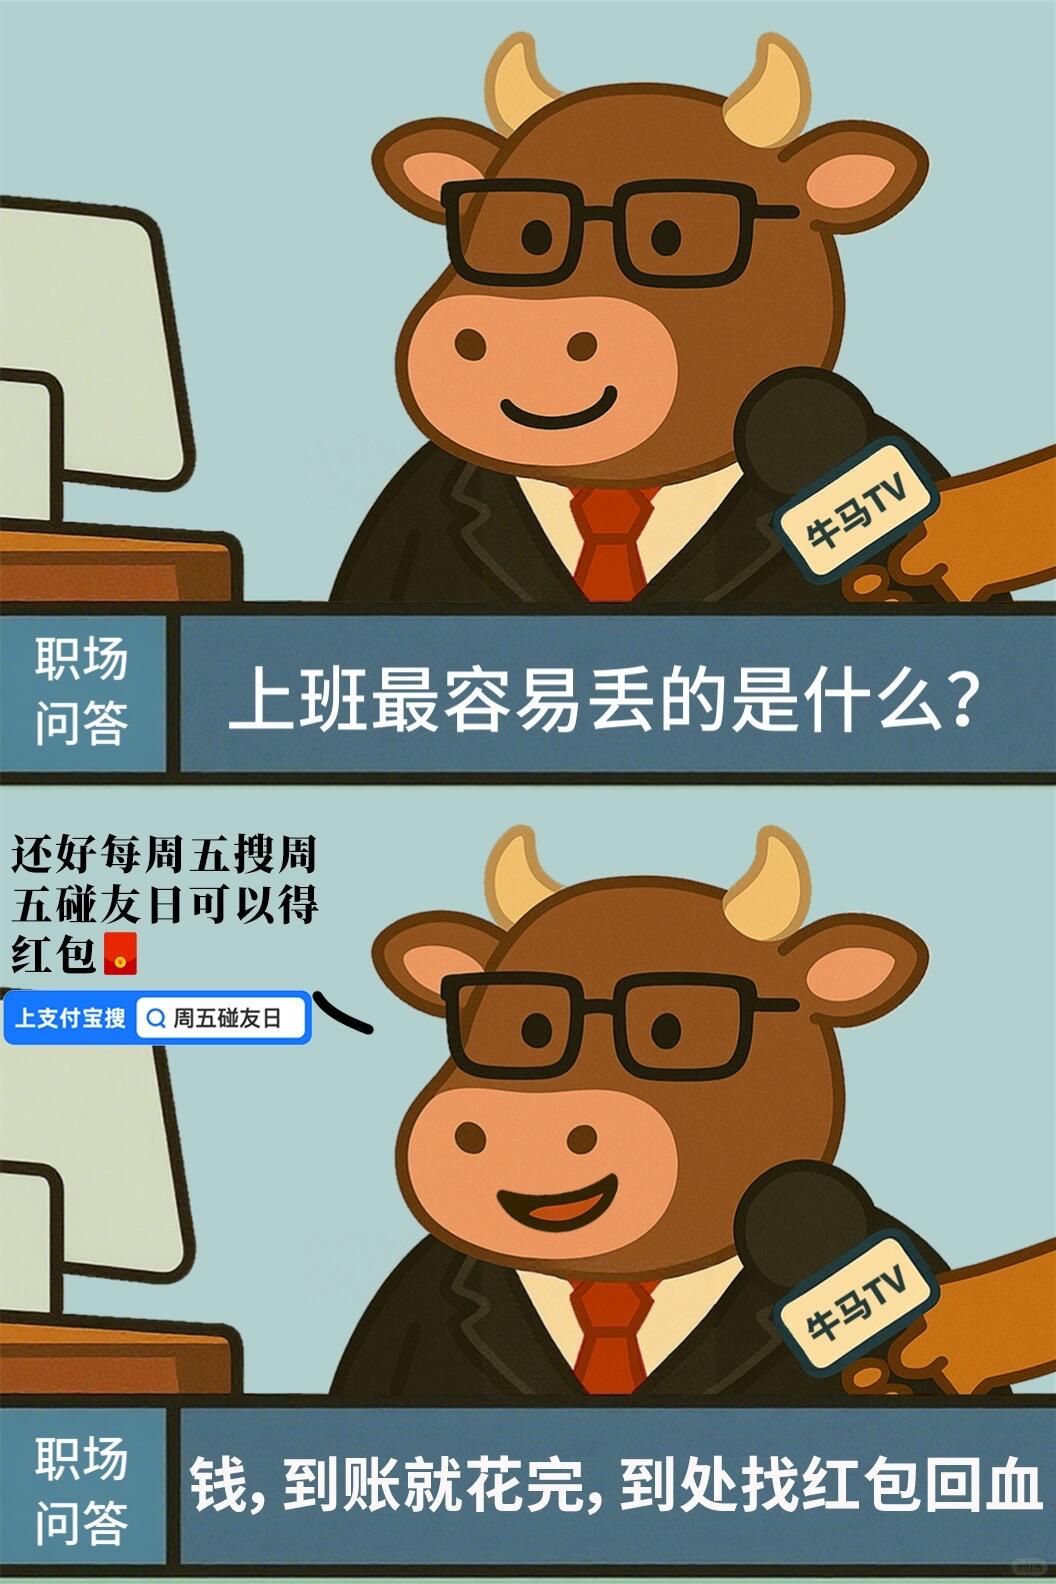 牛马TV
职场
问答
上班最容易丢的是什么？
还好每周五搜周
五碰友日可以得
红包
上支付宝搜 周五碰友日
牛马TV
职场
问答
钱，到账就花完，到处找红包回血